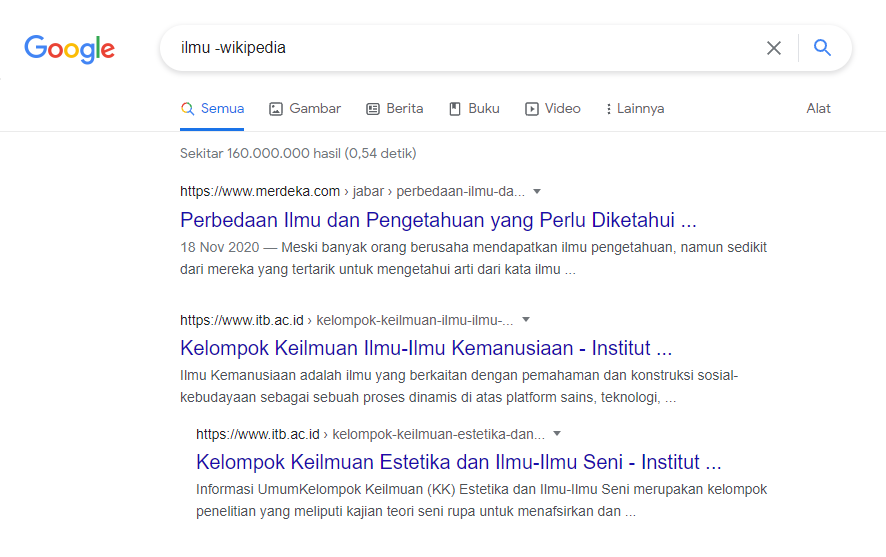 Google
ilmu -wikipedia
Semua Gambar Berita Buku Video Lainnya Alat
Sekitar 160.000.000 hasil (0,54 detik)
https://www.merdeka.com › jabar › perbedaan-ilmu-da...
Perbedaan Ilmu dan Pengetahuan yang Perlu Diketahui ...
18 Nov 2020 — Meski banyak orang berusaha mendapatkan ilmu pengetahuan, namun sedikit
dari mereka yang tertarik untuk mengetahui arti dari kata ilmu ...
https://www.itb.ac.id › kelompok-keilmuan-ilmu-ilmu-...
Kelompok Keilmuan Ilmu-Ilmu Kemanusiaan - Institut ...
Ilmu Kemanusiaan adalah ilmu yang berkaitan dengan pemahaman dan konstruksi sosial-
kebudayaan sebagai sebuah proses dinamis di atas platform sains, teknologi, ...
https://www.itb.ac.id › kelompok-keilmuan-estetika-dan...
Kelompok Keilmuan Estetika dan Ilmu-Ilmu Seni - Institut ...
Informasi UmumKelompok Keilmuan (KK) Estetika dan Ilmu-Ilmu Seni merupakan kelompok
penelitian yang meliputi kajian teori seni rupa untuk menafsirkan dan ...